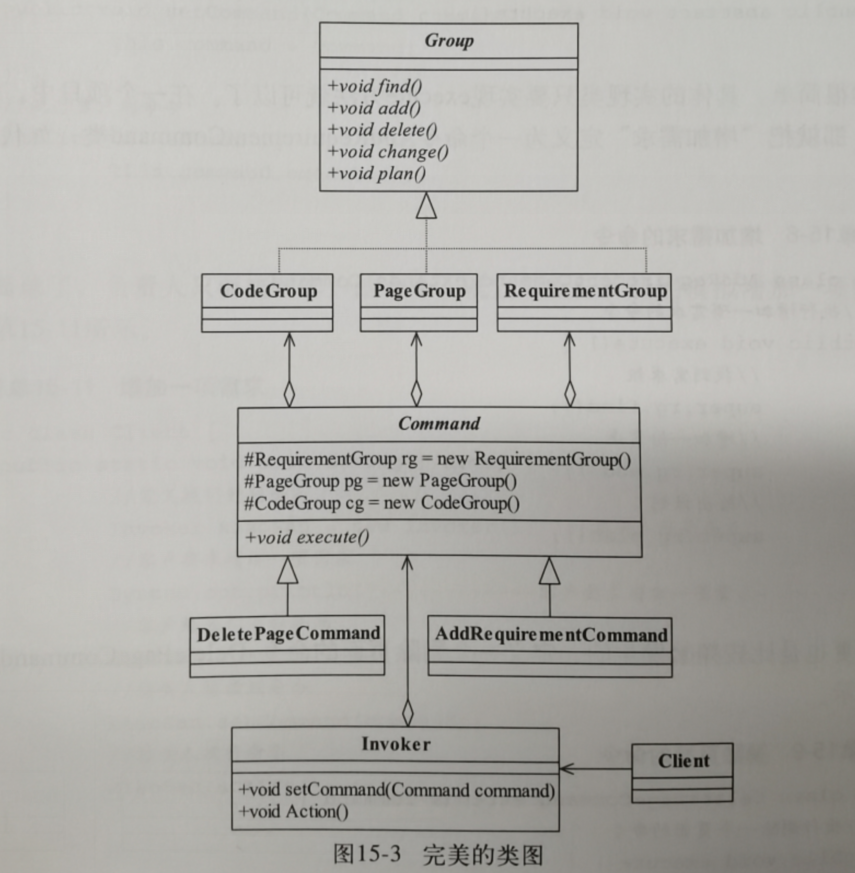 Group
+void find()
+void add()
+void delete()
+void change()
+void plan()
CodeGroup
PageGroup
RequirementGroup
Command
#RequirementGroup rg = new RequirementGroup()
#PageGroup pg = new PageGroup()
#CodeGroup cg = new CodeGroup()
+void execute()
DeletePageCommand
AddRequirementCommand
Invoker
+void setCommand(Command command)
+void Action()
Client
图15-3 完美的类图